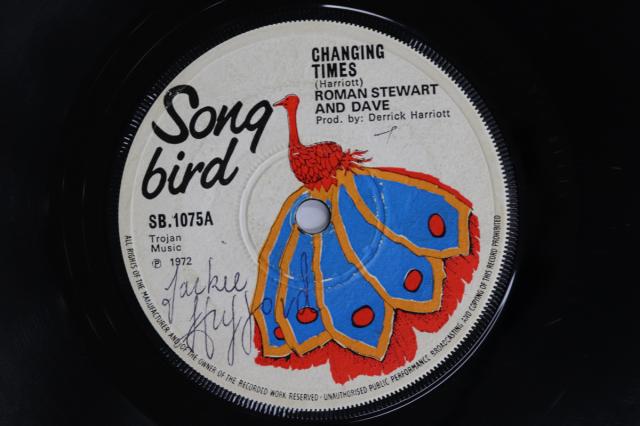 Song
bird
CHANGING
TIMES
(Harriott)
ROMAN STEWART
AND DAVE
Prod. by: Derrick Harriott
SB.1075A
Trojan
Music
℗ 1972
Jackie
ALL RIGHTS OF THE MANUFACTURER AND OF THE OWNER OF THE RECORDED WORK RESERVED · UNAUTHORISED PUBLIC PERFORMANCE BROADCASTING AND COPYING OF THIS RECORD PROHIBITED